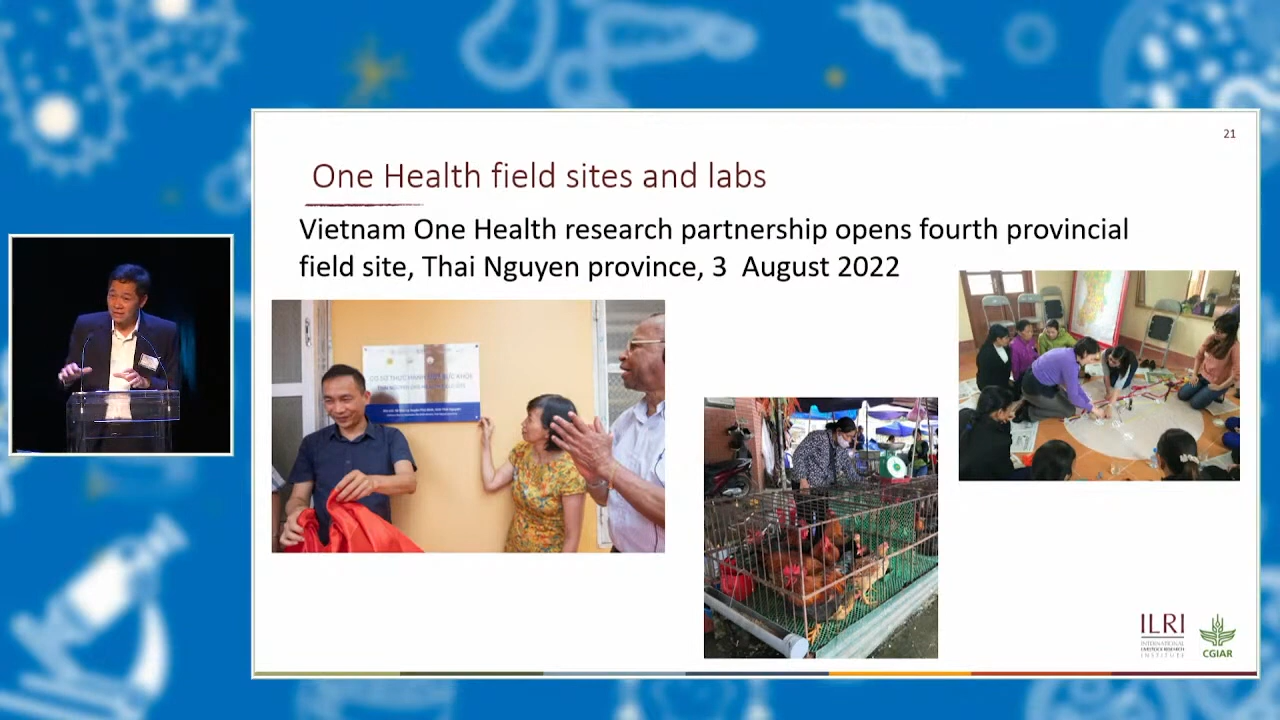 21
One Health field sites and labs
Vietnam One Health research partnership opens fourth provincial
field site, Thai Nguyen province, 3 August 2022
ILRI
INTERNATIONAL
LIVESTOCK RESEARCH
INSTITUTE
CGIAR